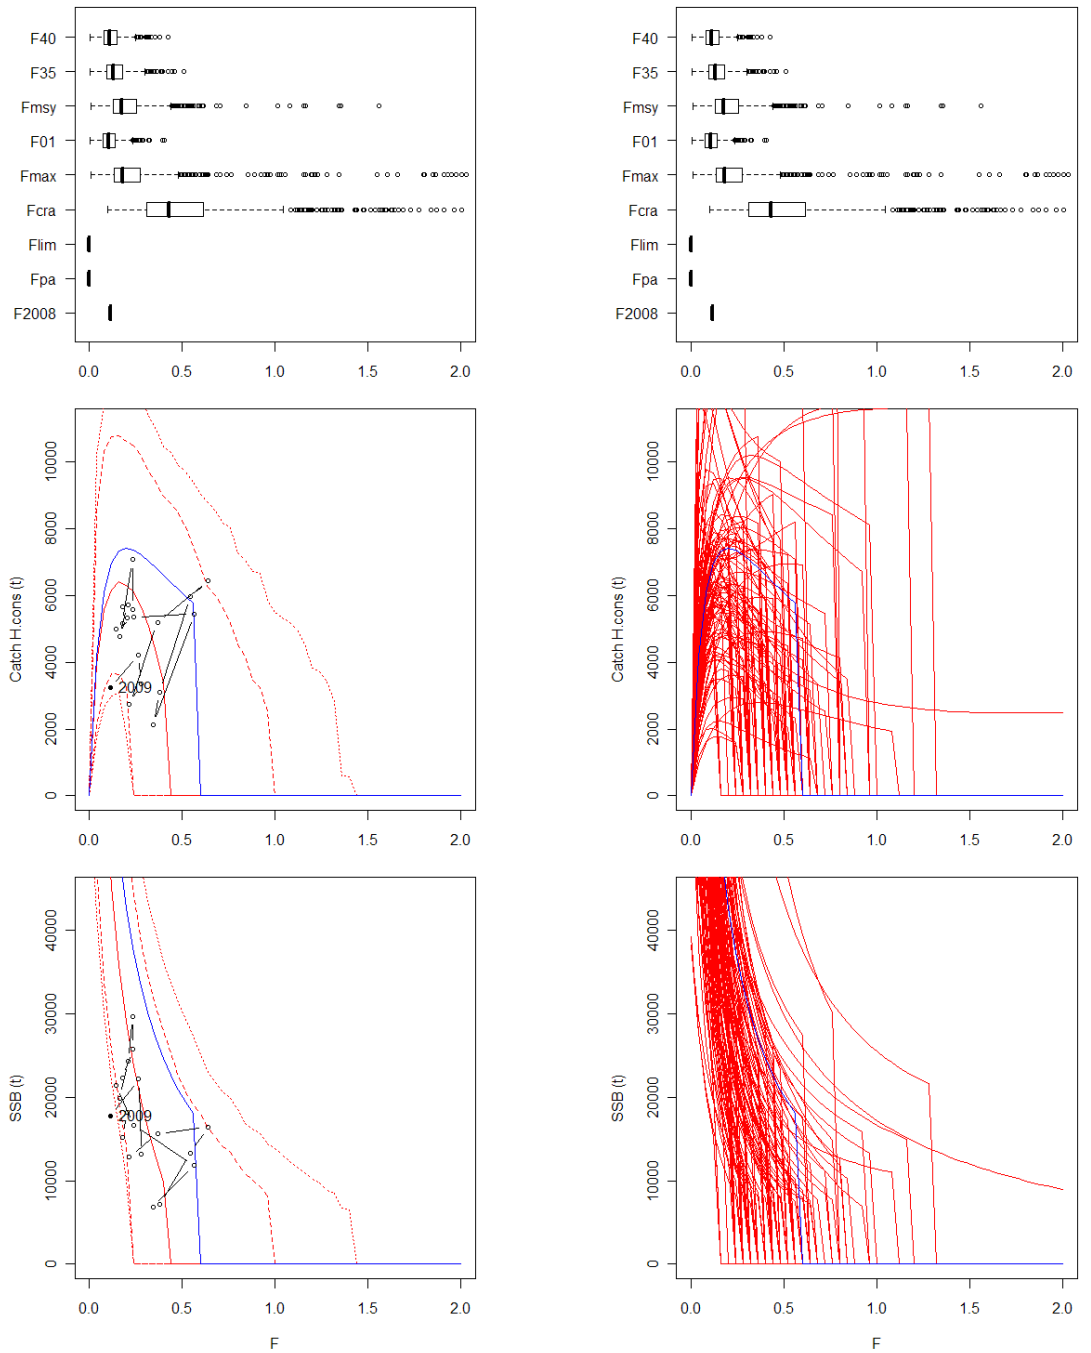 F40
F35
Fmsy
F01
Fmax
Fcra
Flim
Fpa
F2008
0.0 0.5 1.0 1.5 2.0
F40
F35
Fmsy
F01
Fmax
Fcra
Flim
Fpa
F2008
0.0 0.5 1.0 1.5 2.0
Catch H.cons (t)
0 2000 4000 6000 8000 10000
2009
0.0 0.5 1.0 1.5 2.0
Catch H.cons (t)
0 2000 4000 6000 8000 10000
0.0 0.5 1.0 1.5 2.0
SSB (t)
0 10000 20000 30000 40000
2009
0.0 0.5 1.0 1.5 2.0
F
SSB (t)
0 10000 20000 30000 40000
0.0 0.5 1.0 1.5 2.0
F